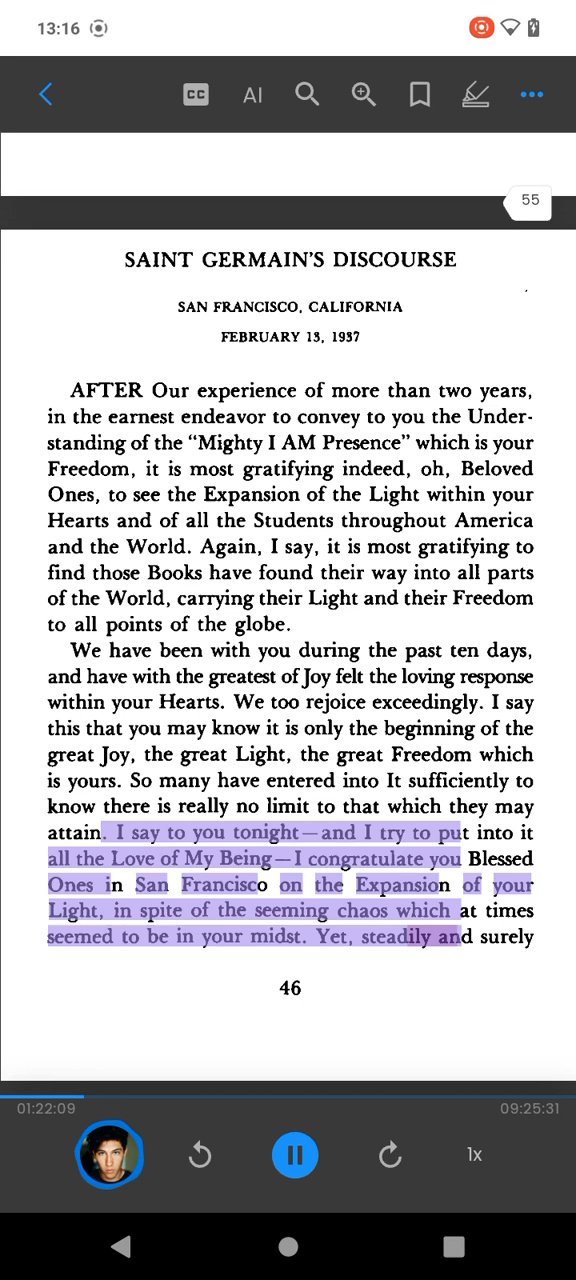 13:16
CC
AI
55
SAINT GERMAIN'S DISCOURSE
SAN FRANCISCO, CALIFORNIA
FEBRUARY 13, 1937
AFTER Our experience of more than two years,
in the earnest endeavor to convey to you the Under-
standing of the “Mighty I AM Presence” which is your
Freedom, it is most gratifying indeed, oh, Beloved
Ones, to see the Expansion of the Light within your
Hearts and of all the Students throughout America
and the World. Again, I say, it is most gratifying to
find those Books have found their way into all parts
of the World, carrying their Light and their Freedom
to all points of the globe.
We have been with you during the past ten days,
and have with the greatest of Joy felt the loving response
within your Hearts. We too rejoice exceedingly. I say
this that you may know it is only the beginning of the
great Joy, the great Light, the great Freedom which
is yours. So many have entered into It sufficiently to
know there is really no limit to that which they may
attain. I say to you tonight—and I try to put into it
all the Love of My Being—I congratulate you Blessed
Ones in San Francisco on the Expansion of your
Light, in spite of the seeming chaos which at times
seemed to be in your midst. Yet, steadily and surely
46
01:22:09
09:25:31
1x